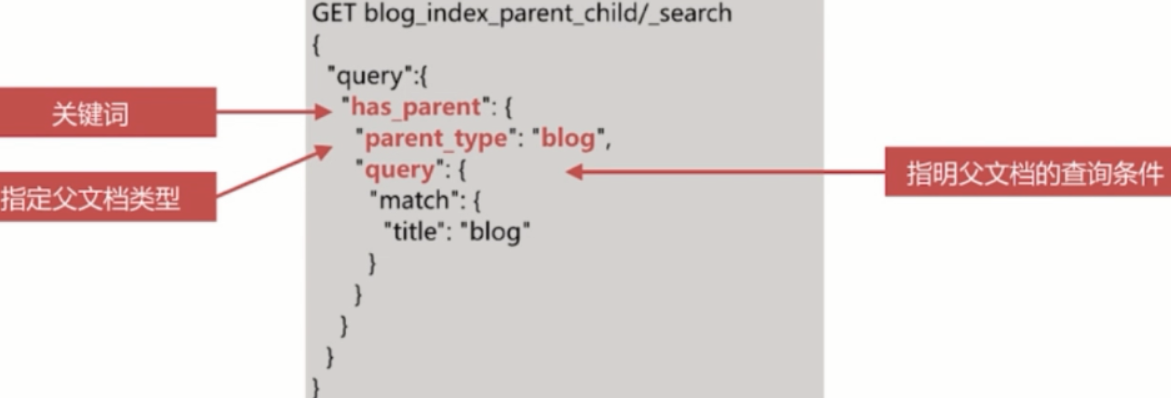 GET blog_index_parent_child/_search
{
"query":{
"has_parent": {
"parent_type": "blog",
"query": {
"match": {
"title": "blog"
}
}
}
}
}
关键词
指定父文档类型
指明父文档的查询条件